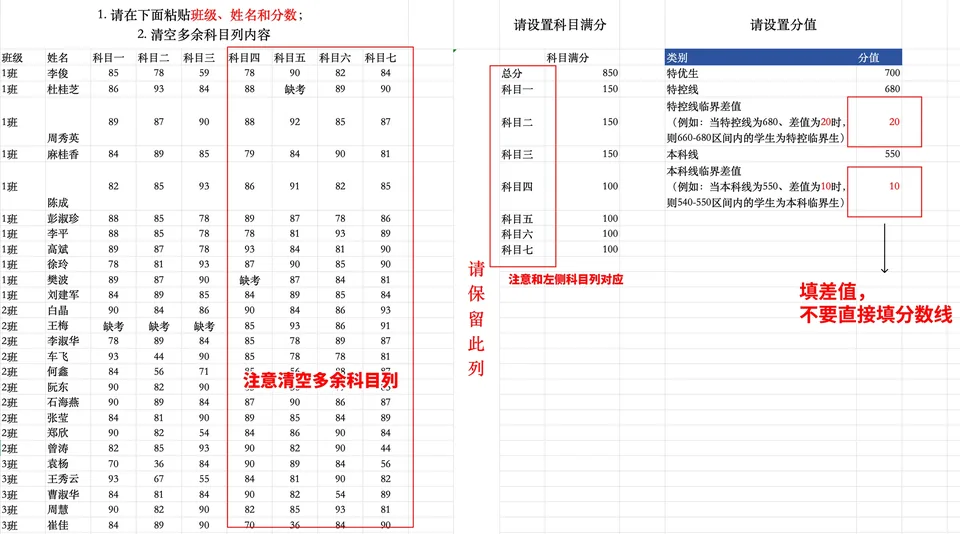 1. 请在下面粘贴班级、姓名和分数；
2. 清空多余科目列内容
班级 姓名 科目一 科目二 科目三 科目四 科目五 科目六 科目七
1班 李俊 85 78 59 78 90 82 84
1班 杜桂芝 86 93 84 88 缺考 89 90
1班 周秀英 89 87 90 88 92 85 87
1班 麻桂香 84 89 85 79 84 90 81
1班 陈成 82 85 93 86 91 82 85
1班 彭淑珍 88 85 78 89 87 78 86
1班 李平 88 85 78 78 81 93 89
1班 高斌 89 87 78 93 84 81 90
1班 徐玲 78 81 93 87 90 85 90
1班 樊波 89 87 90 缺考 87 84 81
1班 刘建军 84 89 85 84 89 85 84
2班 白晶 90 84 86 90 84 86 93
2班 王梅 缺考 缺考 缺考 85 93 86 91
2班 李淑华 78 89 84 85 78 89 87
2班 车飞 93 44 90 85 78 78 81
2班 何鑫 84 56 71
2班 阮东 90 82 90
注意清空多余科目列
2班 石海燕 90 89 84 87 90 86 87
2班 张莹 84 81 90 89 85 84 89
2班 郑欣 90 82 54 84 86 90 84
2班 曾涛 82 85 93 90 82 90 44
3班 袁杨 70 36 84 90 89 84 56
3班 王秀云 93 67 55 84 81 90 82
3班 曹淑华 84 81 84 90 82 54 89
3班 周慧 90 82 90 82 85 93 81
3班 崔佳 84 89 90 70 36 84 90
请保留此列
请设置科目满分
科目满分
总分 850
科目一 150
科目二 150
科目三 150
科目四 100
科目五 100
科目六 100
科目七 100
注意和左侧科目列对应
请设置分值
类别 分值
特优生 700
特控线 680
特控线临界差值
（例如：当特控线为680、差值为20时， 20
则660-680区间内的学生为特控临界生）
本科线 550
本科线临界差值
（例如：当本科线为550、差值为10时， 10
则540-550区间内的学生为本科临界生）
填差值，
不要直接填分数线